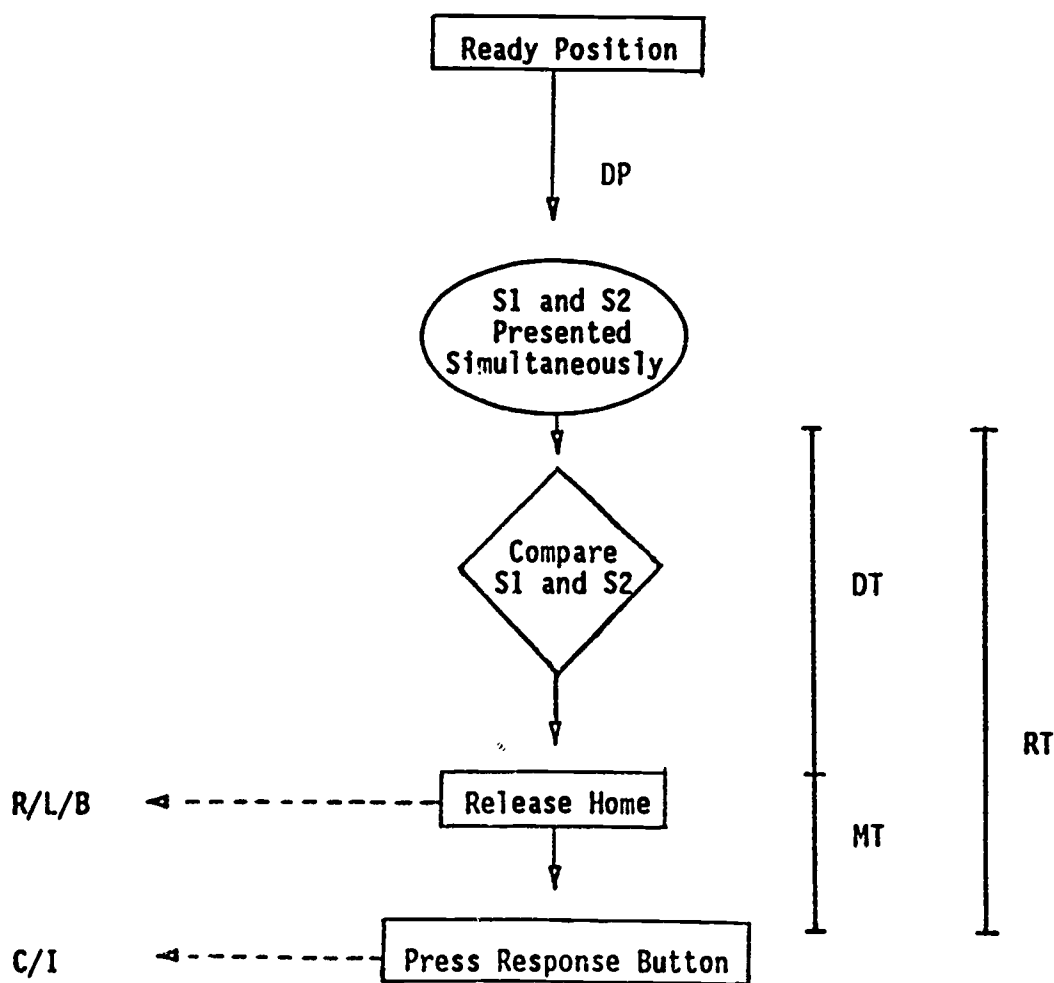 Ready Position
DP
S1 and S2
Presented
Simultaneously
Compare
S1 and S2
DT
RT
R/L/B
Release Home
MT
C/I
Press Response Button